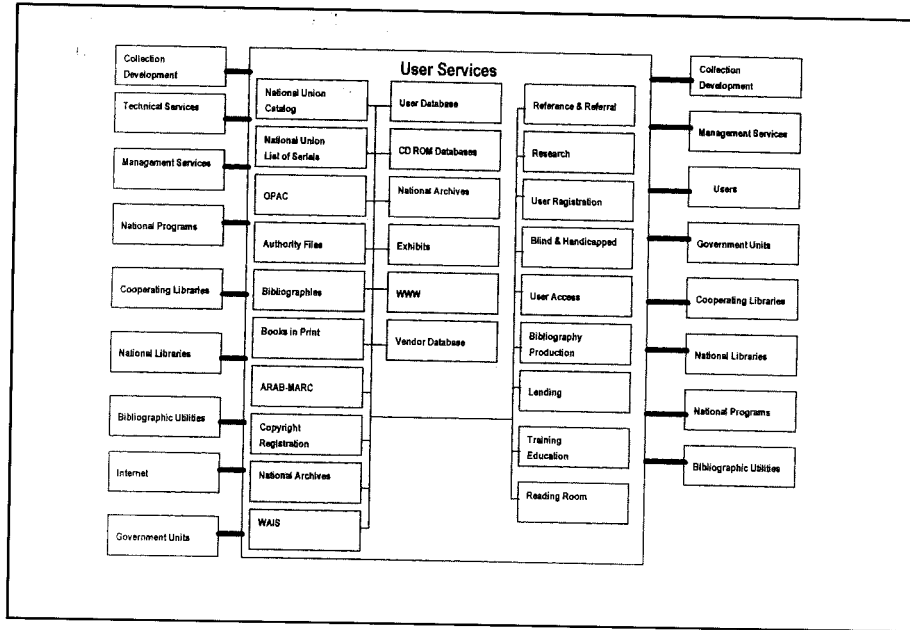 User Services
Collection
Development
Technical Services
Management Services
National Programs
Cooperating Libraries
National Libraries
Bibliographic Utilities
Internet
Government Units
National Union
Catalog
National Union
List of Serials
OPAC
Authority Files
Bibliographies
Books in Print
ARAB-MARC
Copyright
Registration
National Archives
WAIS
User Database
CD ROM Databases
National Archives
Exhibits
WWW
Vendor Database
Reference & Referral
Research
User Registration
Blind & Handicapped
User Access
Bibliography
Production
Lending
Training
Education
Reading Room
Collection
Development
Management Services
Users
Government Units
Cooperating Libraries
National Libraries
National Programs
Bibliographic Utilities